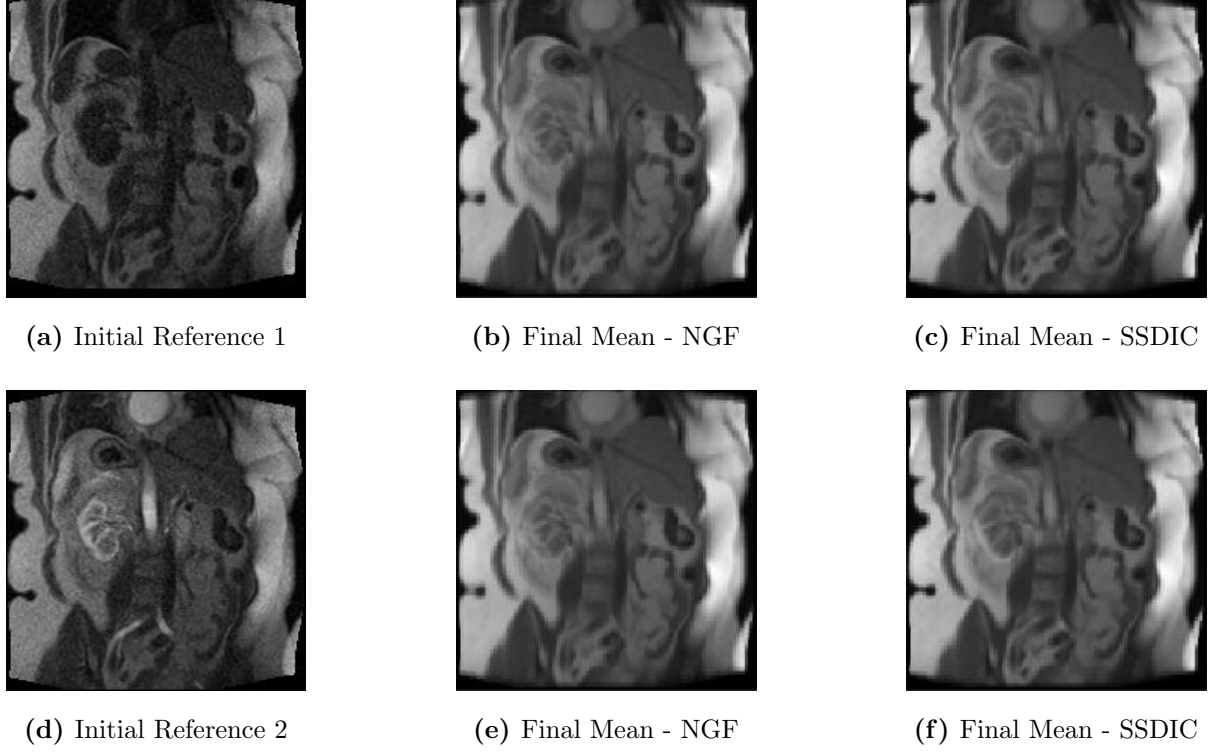 (a) Initial Reference 1
(b) Final Mean - NGF
(c) Final Mean - SSDIC
(d) Initial Reference 2
(e) Final Mean - NGF
(f) Final Mean - SSDIC